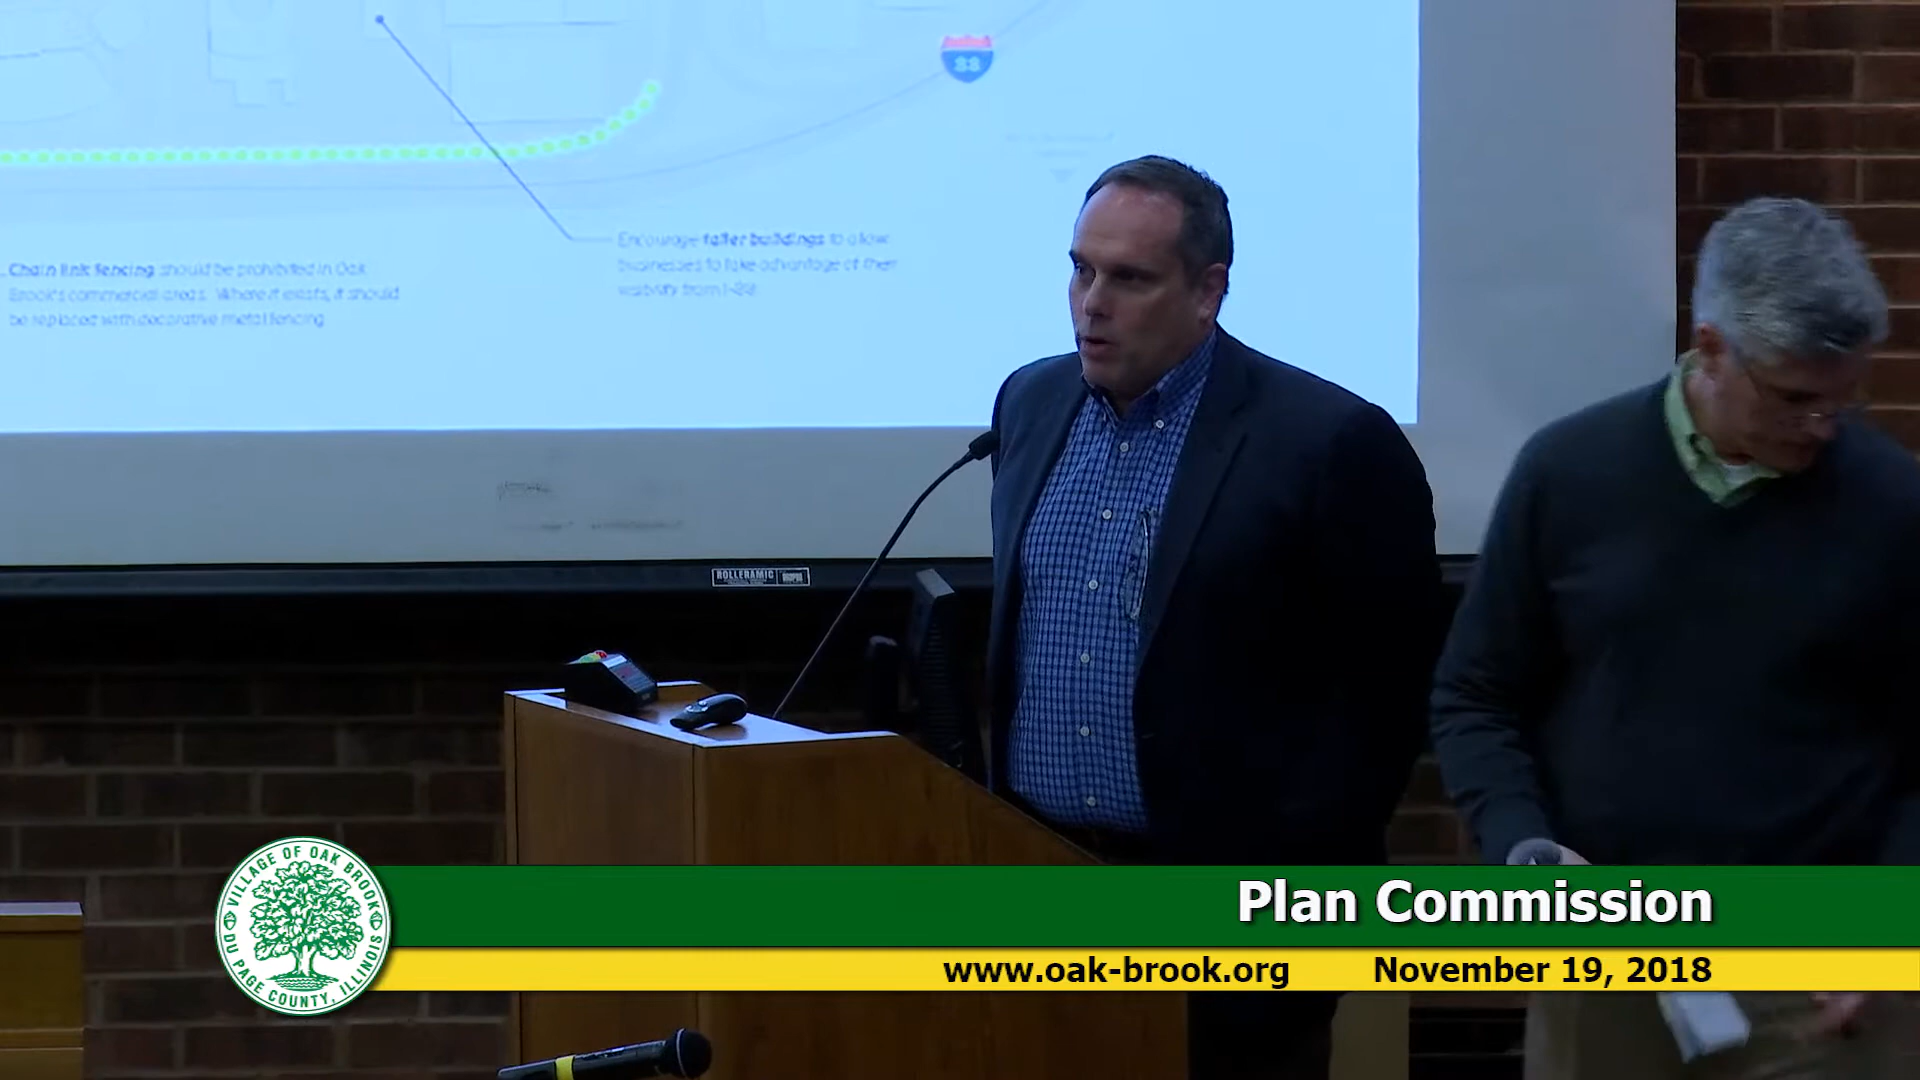 88
Encourage taller buildings to allow
businesses to take advantage of their
visibility from I-88
Chain link fencing should be prohibited in Oak
Brook's commercial areas. Where it exists, it should
be replaced with decorative metal fencing
ROLLERAMIC
VILLAGE OF OAK BROOK
DU PAGE COUNTY, ILLINOIS
Plan Commission
www.oak-brook.org November 19, 2018